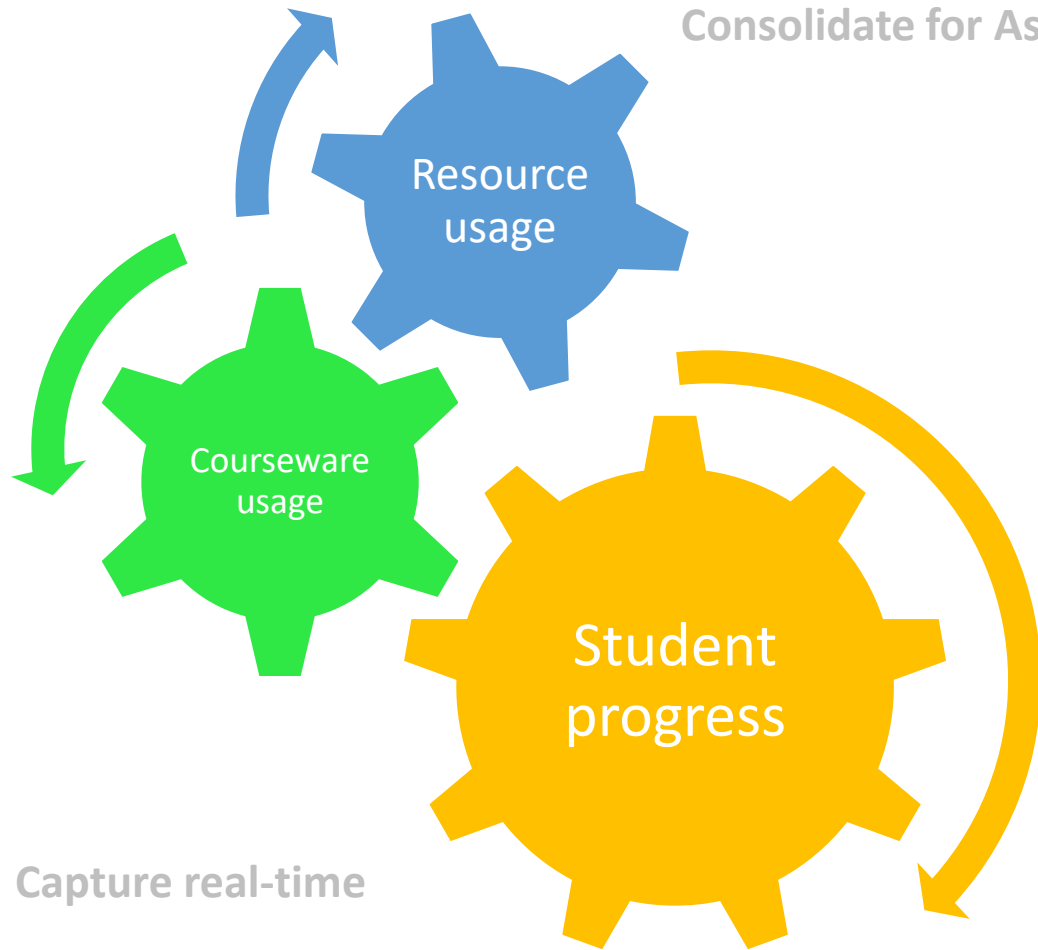 Consolidate for As
Resource
usage
Courseware
usage
Student
progress
Capture real-time